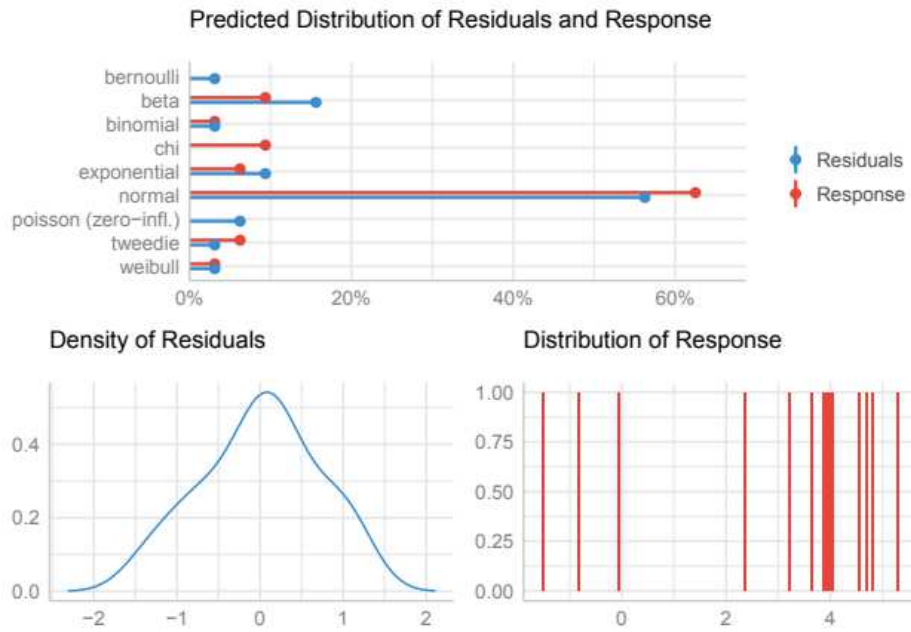 Predicted Distribution of Residuals and Response
bernoulli
beta
binomial
chi
exponential
normal
poisson (zero−infl.)
tweedie
weibull
0% 20% 40% 60%
Residuals
Response
Density of Residuals
0.4
0.2
0.0
−2 −1 0 1 2
Distribution of Response
1.00
0.75
0.50
0.25
0.00
0 2 4